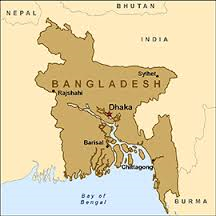 NEPAL
BHUTAN
INDIA
BANGLADESH
Sylhet
Rajshahi
Dhaka
Barisal
Chittagong
Bay of
Bengal
BURMA